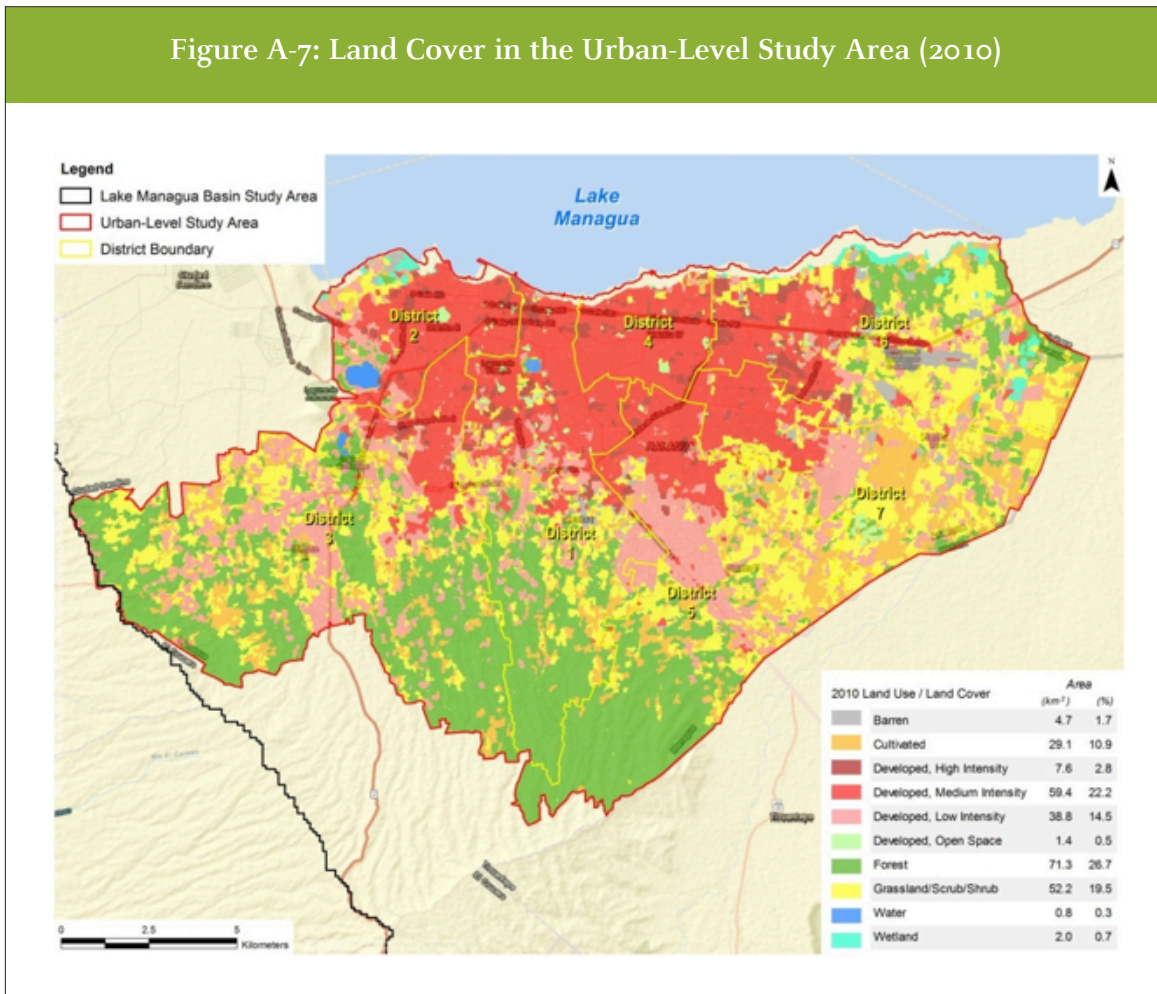 Figure A-7: Land Cover in the Urban-Level Study Area (2010)
Legend
Lake Managua Basin Study Area
Urban-Level Study Area
District Boundary
N
Lake
Managua
District
2
District
4
District
6
District
3
District
1
District
7
District
5
2010 Land Use / Land Cover
Area
(km²) (%)
Barren 4.7 1.7
Cultivated 29.1 10.9
Developed, High Intensity 7.6 2.8
Developed, Medium Intensity 59.4 22.2
Developed, Low Intensity 38.8 14.5
Developed, Open Space 1.4 0.5
Forest 71.3 26.7
Grassland/Scrub/Shrub 52.2 19.5
Water 0.8 0.3
Wetland 2.0 0.7
0 2.5 5
Kilometers